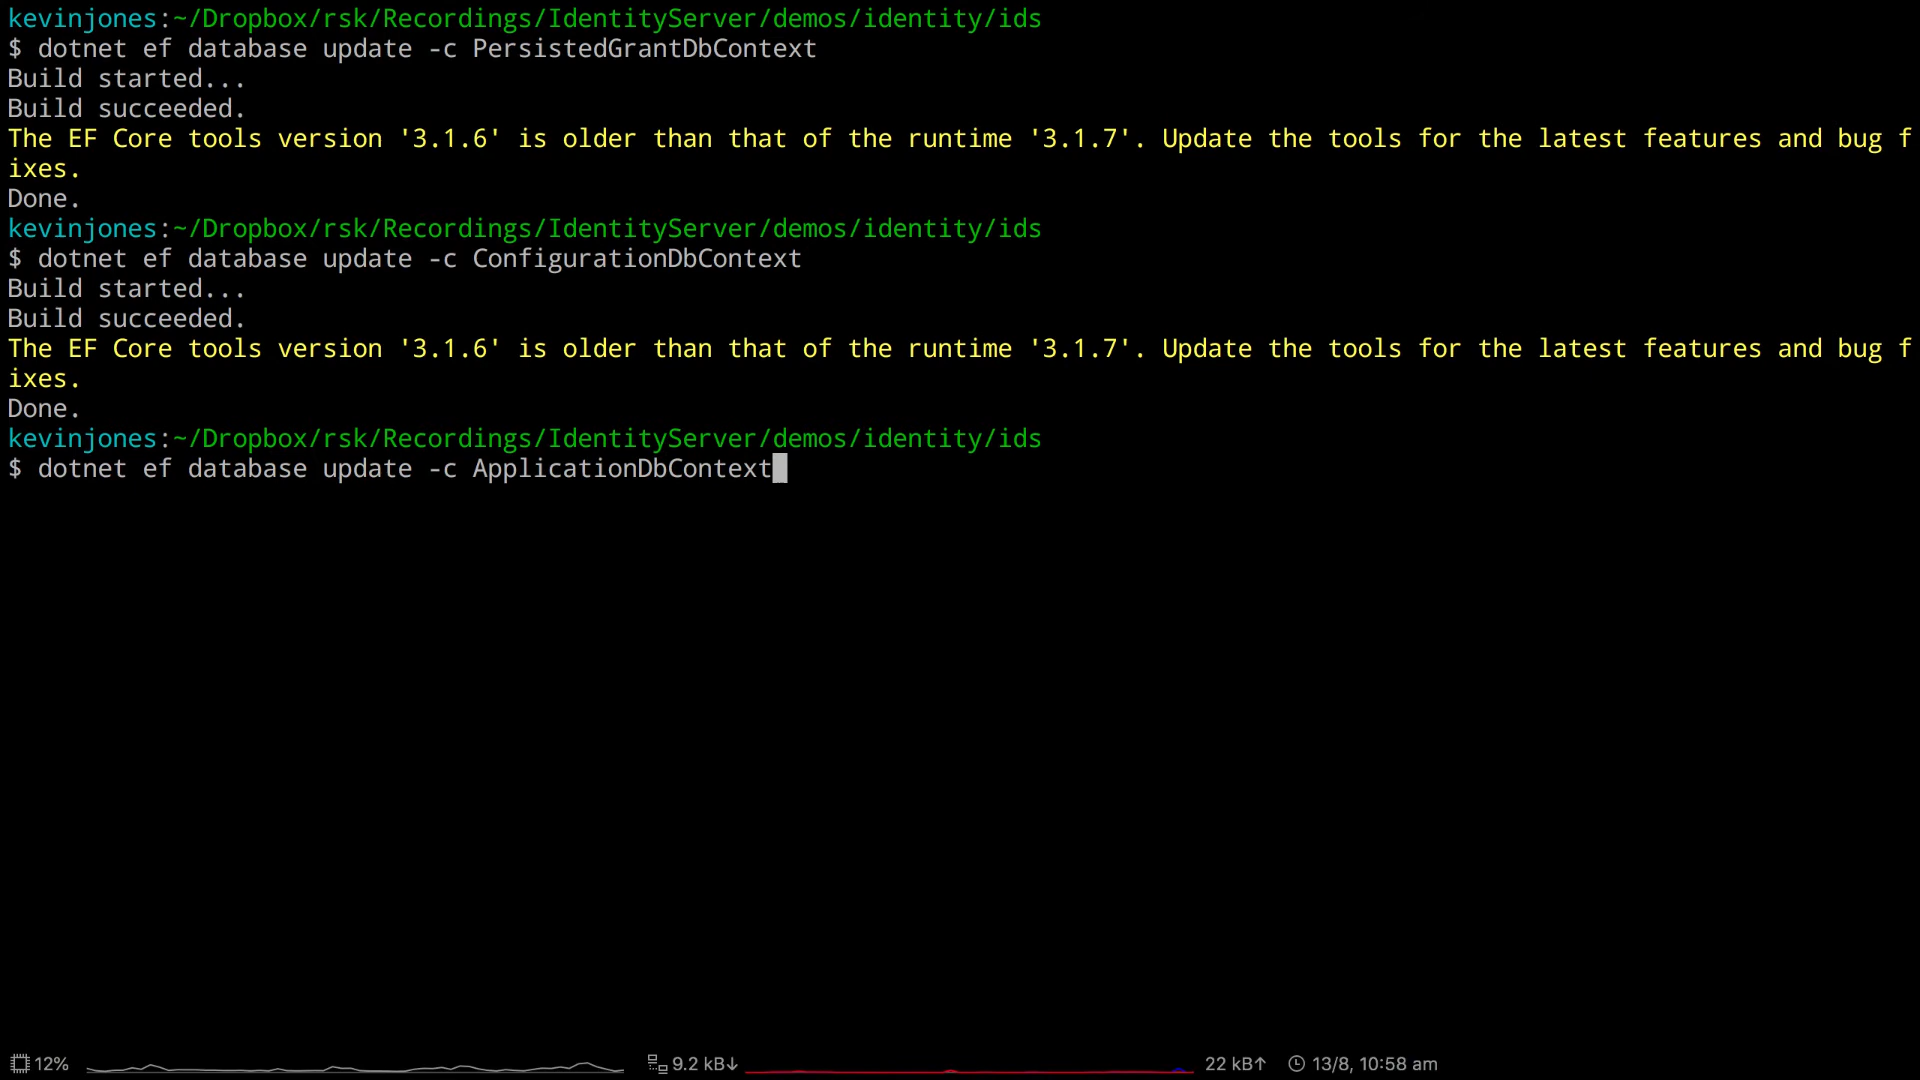 kevinjones:~/Dropbox/rsk/Recordings/IdentityServer/demos/identity/ids
$ dotnet ef database update -c PersistedGrantDbContext
Build started...
Build succeeded.
The EF Core tools version '3.1.6' is older than that of the runtime '3.1.7'. Update the tools for the latest features and bug f
ixes.
Done.
kevinjones:~/Dropbox/rsk/Recordings/IdentityServer/demos/identity/ids
$ dotnet ef database update -c ConfigurationDbContext
Build started...
Build succeeded.
The EF Core tools version '3.1.6' is older than that of the runtime '3.1.7'. Update the tools for the latest features and bug f
ixes.
Done.
kevinjones:~/Dropbox/rsk/Recordings/IdentityServer/demos/identity/ids
$ dotnet ef database update -c ApplicationDbContext
12% 9.2 kB↓ 22 kB↑ 13/8, 10:58 am